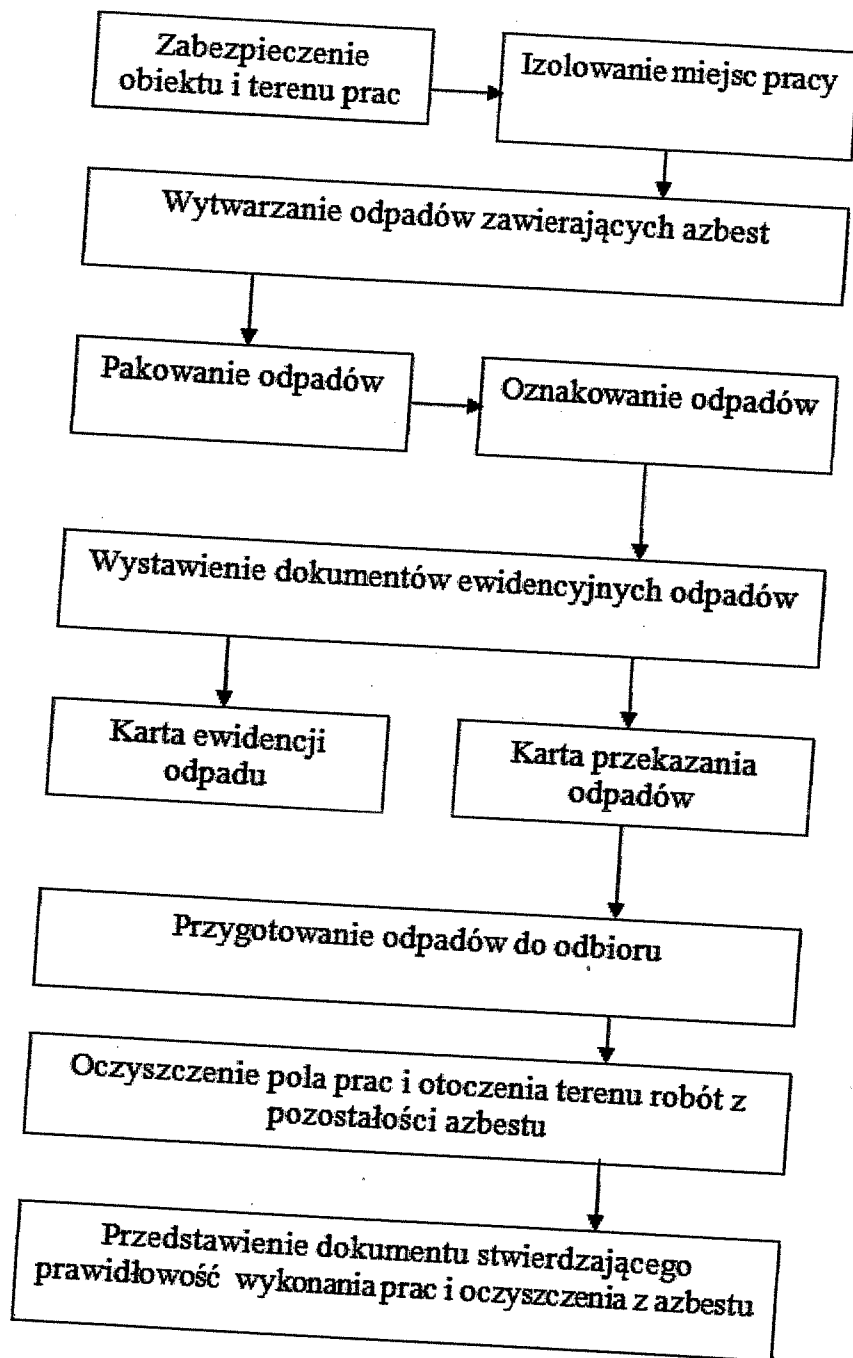 Zabezpieczenie
obiektu i terenu prac
Izolowanie miejsc pracy
Wytwarzanie odpadów zawierających azbest
Pakowanie odpadów
Oznakowanie odpadów
Wystawienie dokumentów ewidencyjnych odpadów
Karta ewidencji
odpadu
Karta przekazania
odpadów
Przygotowanie odpadów do odbioru
Oczyszczenie pola prac i otoczenia terenu robót z
pozostałości azbestu
Przedstawienie dokumentu stwierdzającego
prawidłowość wykonania prac i oczyszczenia z azbestu